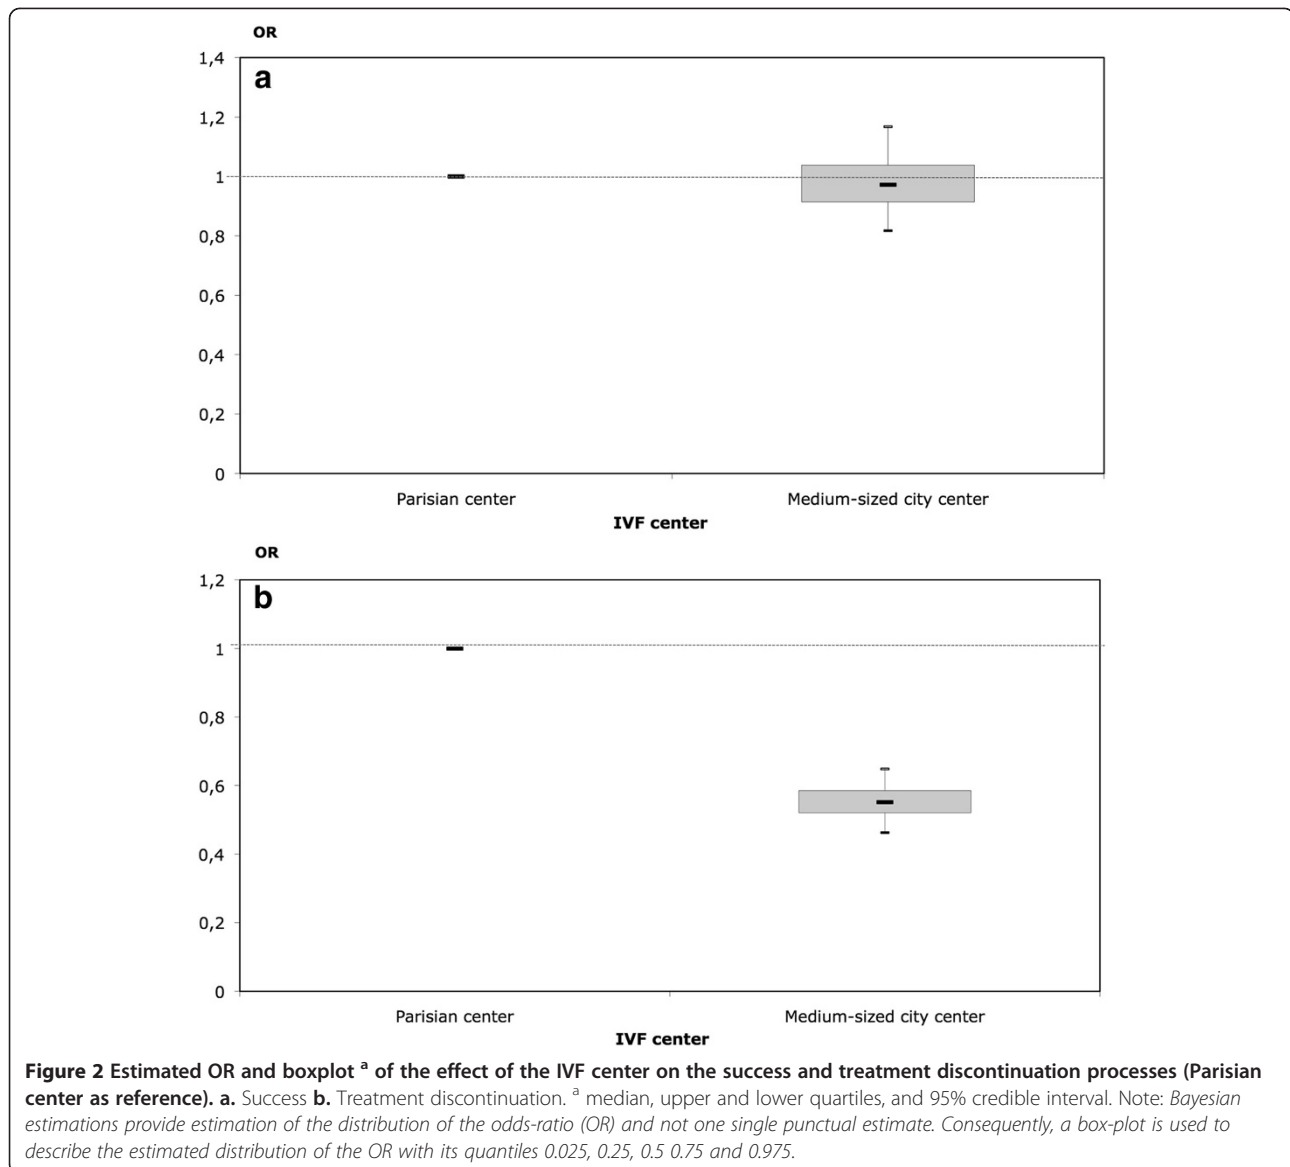 OR
a
1,4
1,2
1
0,8
0,6
0,4
0,2
0
Parisian center
Medium-sized city center
IVF center
OR
b
1,2
1
0,8
0,6
0,4
0,2
0
Parisian center
Medium-sized city center
IVF center
Figure 2 Estimated OR and boxplot a of the effect of the IVF center on the success and treatment discontinuation processes (Parisian
center as reference). a. Success b. Treatment discontinuation. a median, upper and lower quartiles, and 95% credible interval. Note: Bayesian
estimations provide estimation of the distribution of the odds-ratio (OR) and not one single punctual estimate. Consequently, a box-plot is used to
describe the estimated distribution of the OR with its quantiles 0.025, 0.25, 0.5 0.75 and 0.975.